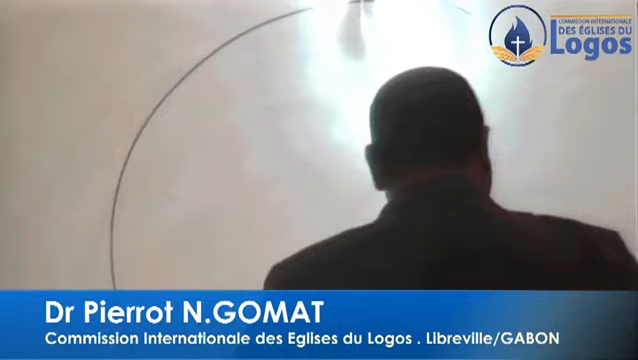 COMMISSION INTERNATIONALE
DES ÉGLISES DU
Logos
Dr Pierrot N.GOMAT
Commission Internationale des Eglises du Logos . Libreville/GABON